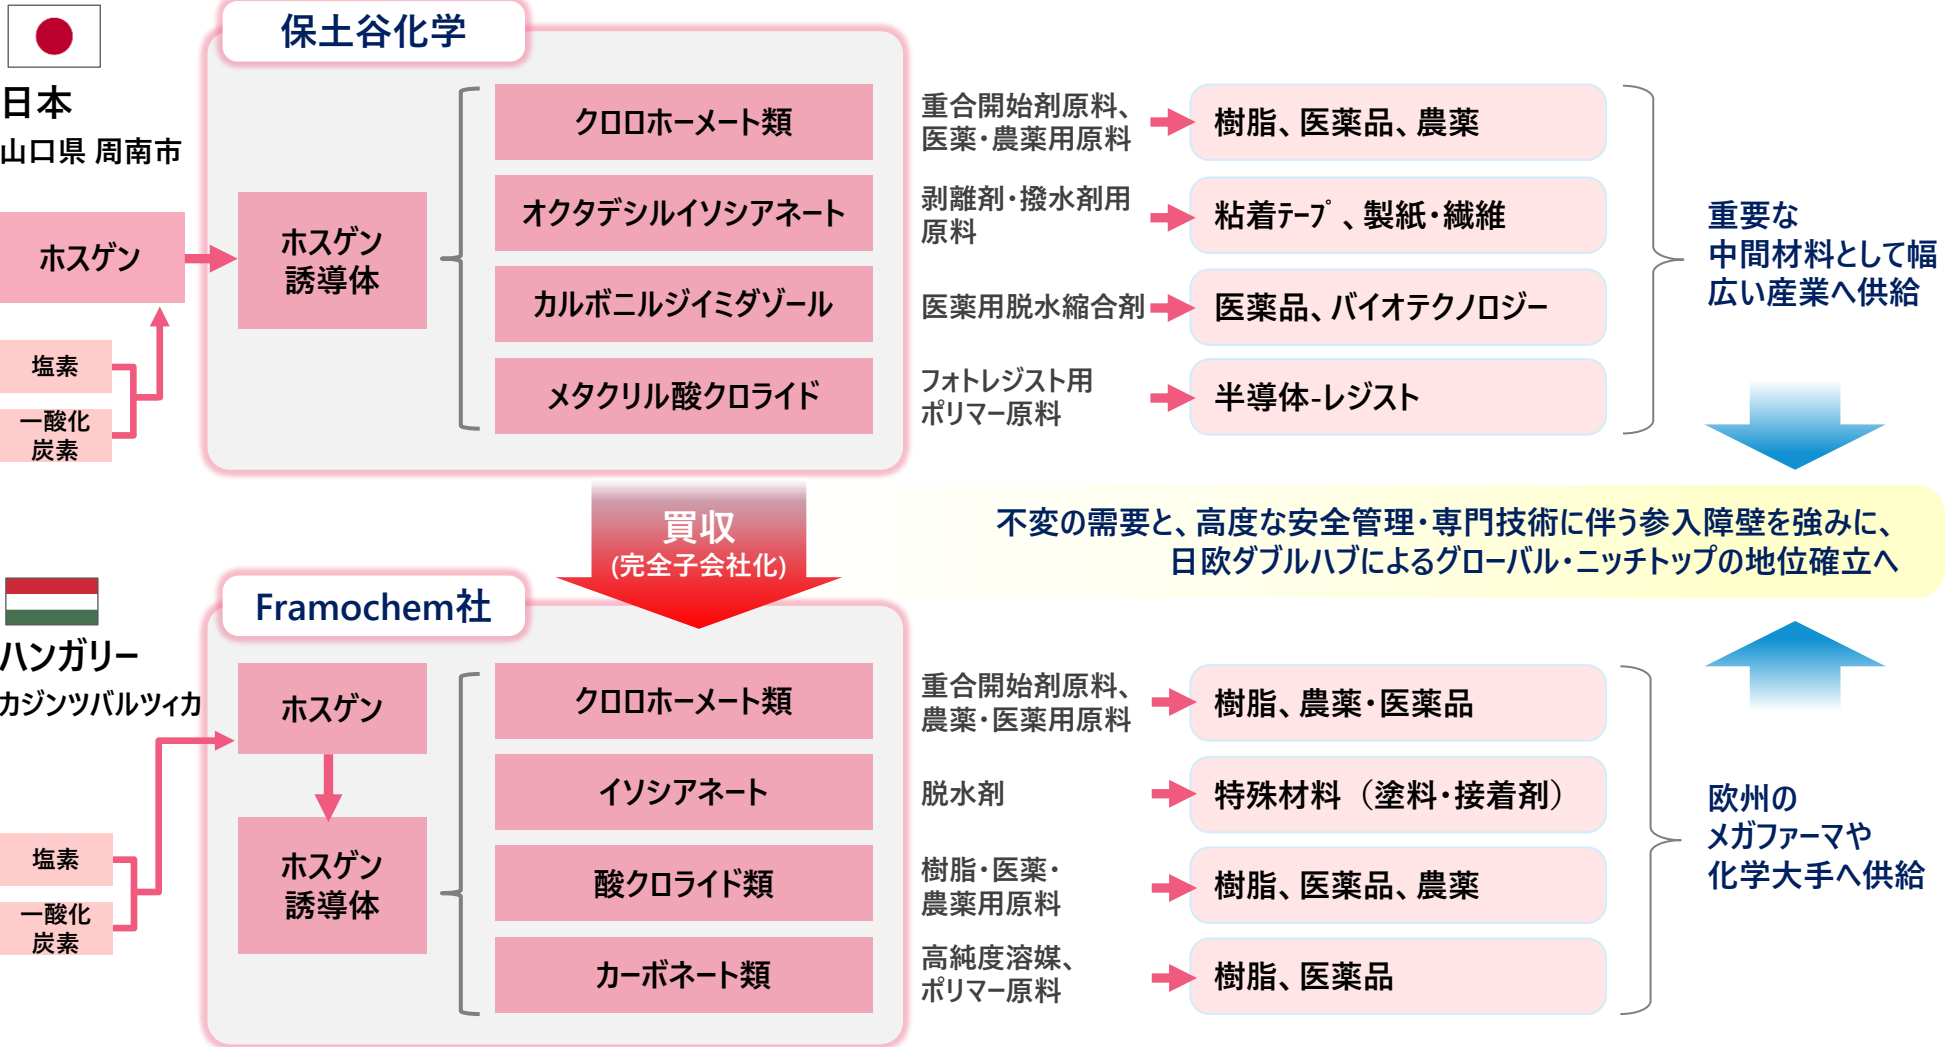 保土谷化学
日本
山口県 周南市
ホスゲン
塩素
一酸化
炭素
ホスゲン
誘導体
クロロホーメート類
重合開始剤原料、
医薬・農薬用原料
樹脂、医薬品、農薬
オクタデシルイソシアネート
剥離剤・撥水剤用
原料
粘着ﾃｰﾌﾟ、製紙・繊維
カルボニルジイミダゾール
医薬用脱水縮合剤
医薬品、バイオテクノロジー
メタクリル酸クロライド
フォトレジスト用
ポリマー原料
半導体-レジスト
重要な
中間材料として幅
広い産業へ供給
買収
(完全子会社化)
不変の需要と、高度な安全管理・専門技術に伴う参入障壁を強みに、
日欧ダブルハブによるグローバル・ニッチトップの地位確立へ
Framochem社
ハンガリー
カジンツバルツィカ
塩素
一酸化
炭素
ホスゲン
ホスゲン
誘導体
クロロホーメート類
重合開始剤原料、
農薬・医薬用原料
樹脂、農薬・医薬品
イソシアネート
脱水剤
特殊材料（塗料・接着剤）
酸クロライド類
樹脂・医薬・
農薬用原料
樹脂、医薬品、農薬
カーボネート類
高純度溶媒、
ポリマー原料
樹脂、医薬品
欧州の
メガファーマや
化学大手へ供給